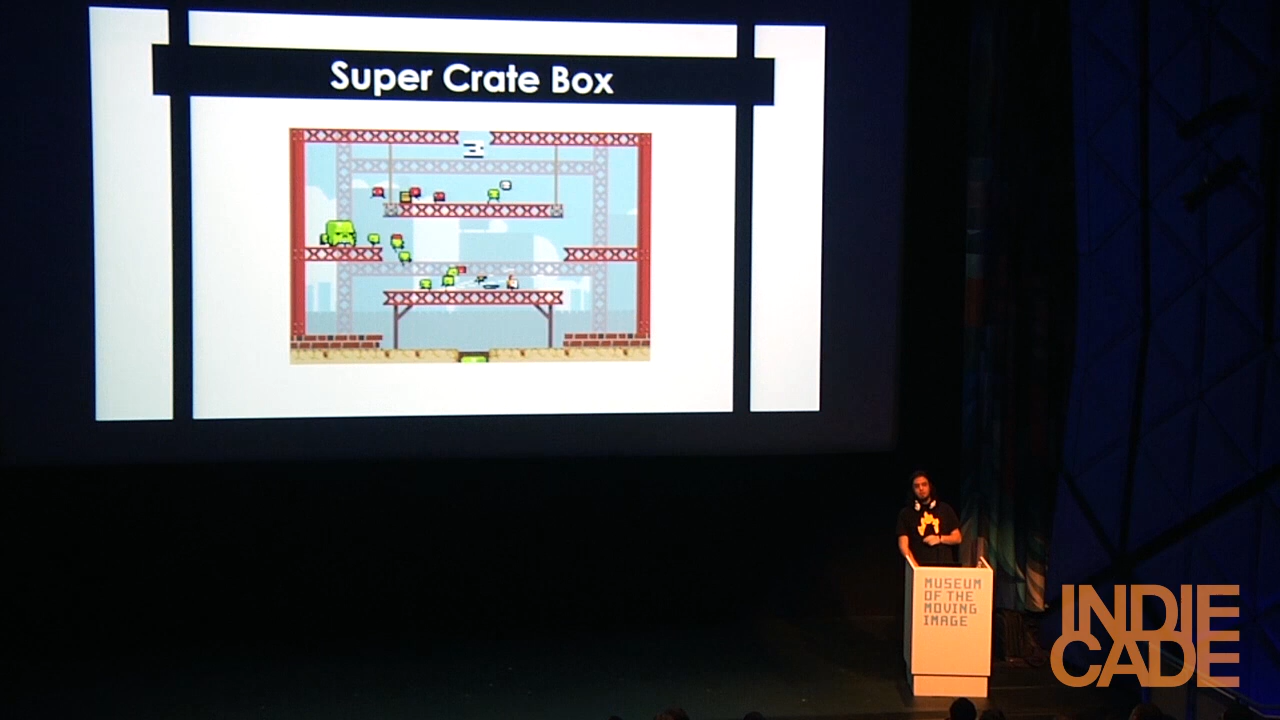 Super Crate Box
MUSEUM
OF THE
MOVING
IMAGE
INDIE
CADE